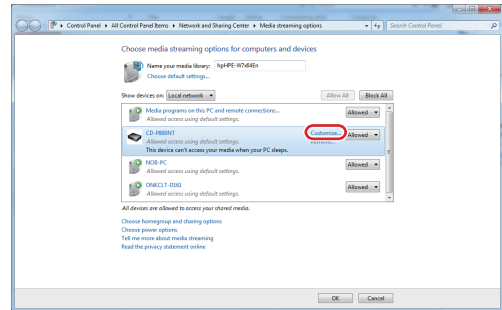 Control Panel ▸ All Control Panel Items ▸ Network and Sharing Center ▸ Media streaming options
Search Control Panel
Choose media streaming options for computers and devices
Name your media library: hpHPE-W7x64En
Choose default settings...
Show devices on: Local network
Allow All Block All
Media programs on this PC and remote connections...
Allowed access using default settings.
Allowed
CD-P800NT
Allowed access using default settings.
This device can't access your media when your PC sleeps.
Customize...
Remove...
Allowed
NOB-PC
Allowed access using default settings.
Allowed
ONKCLT-D161
Allowed access using default settings.
Allowed
All devices are allowed to access your shared media.
Choose homegroup and sharing options
Choose power options
Tell me more about media streaming
Read the privacy statement online
OK Cancel